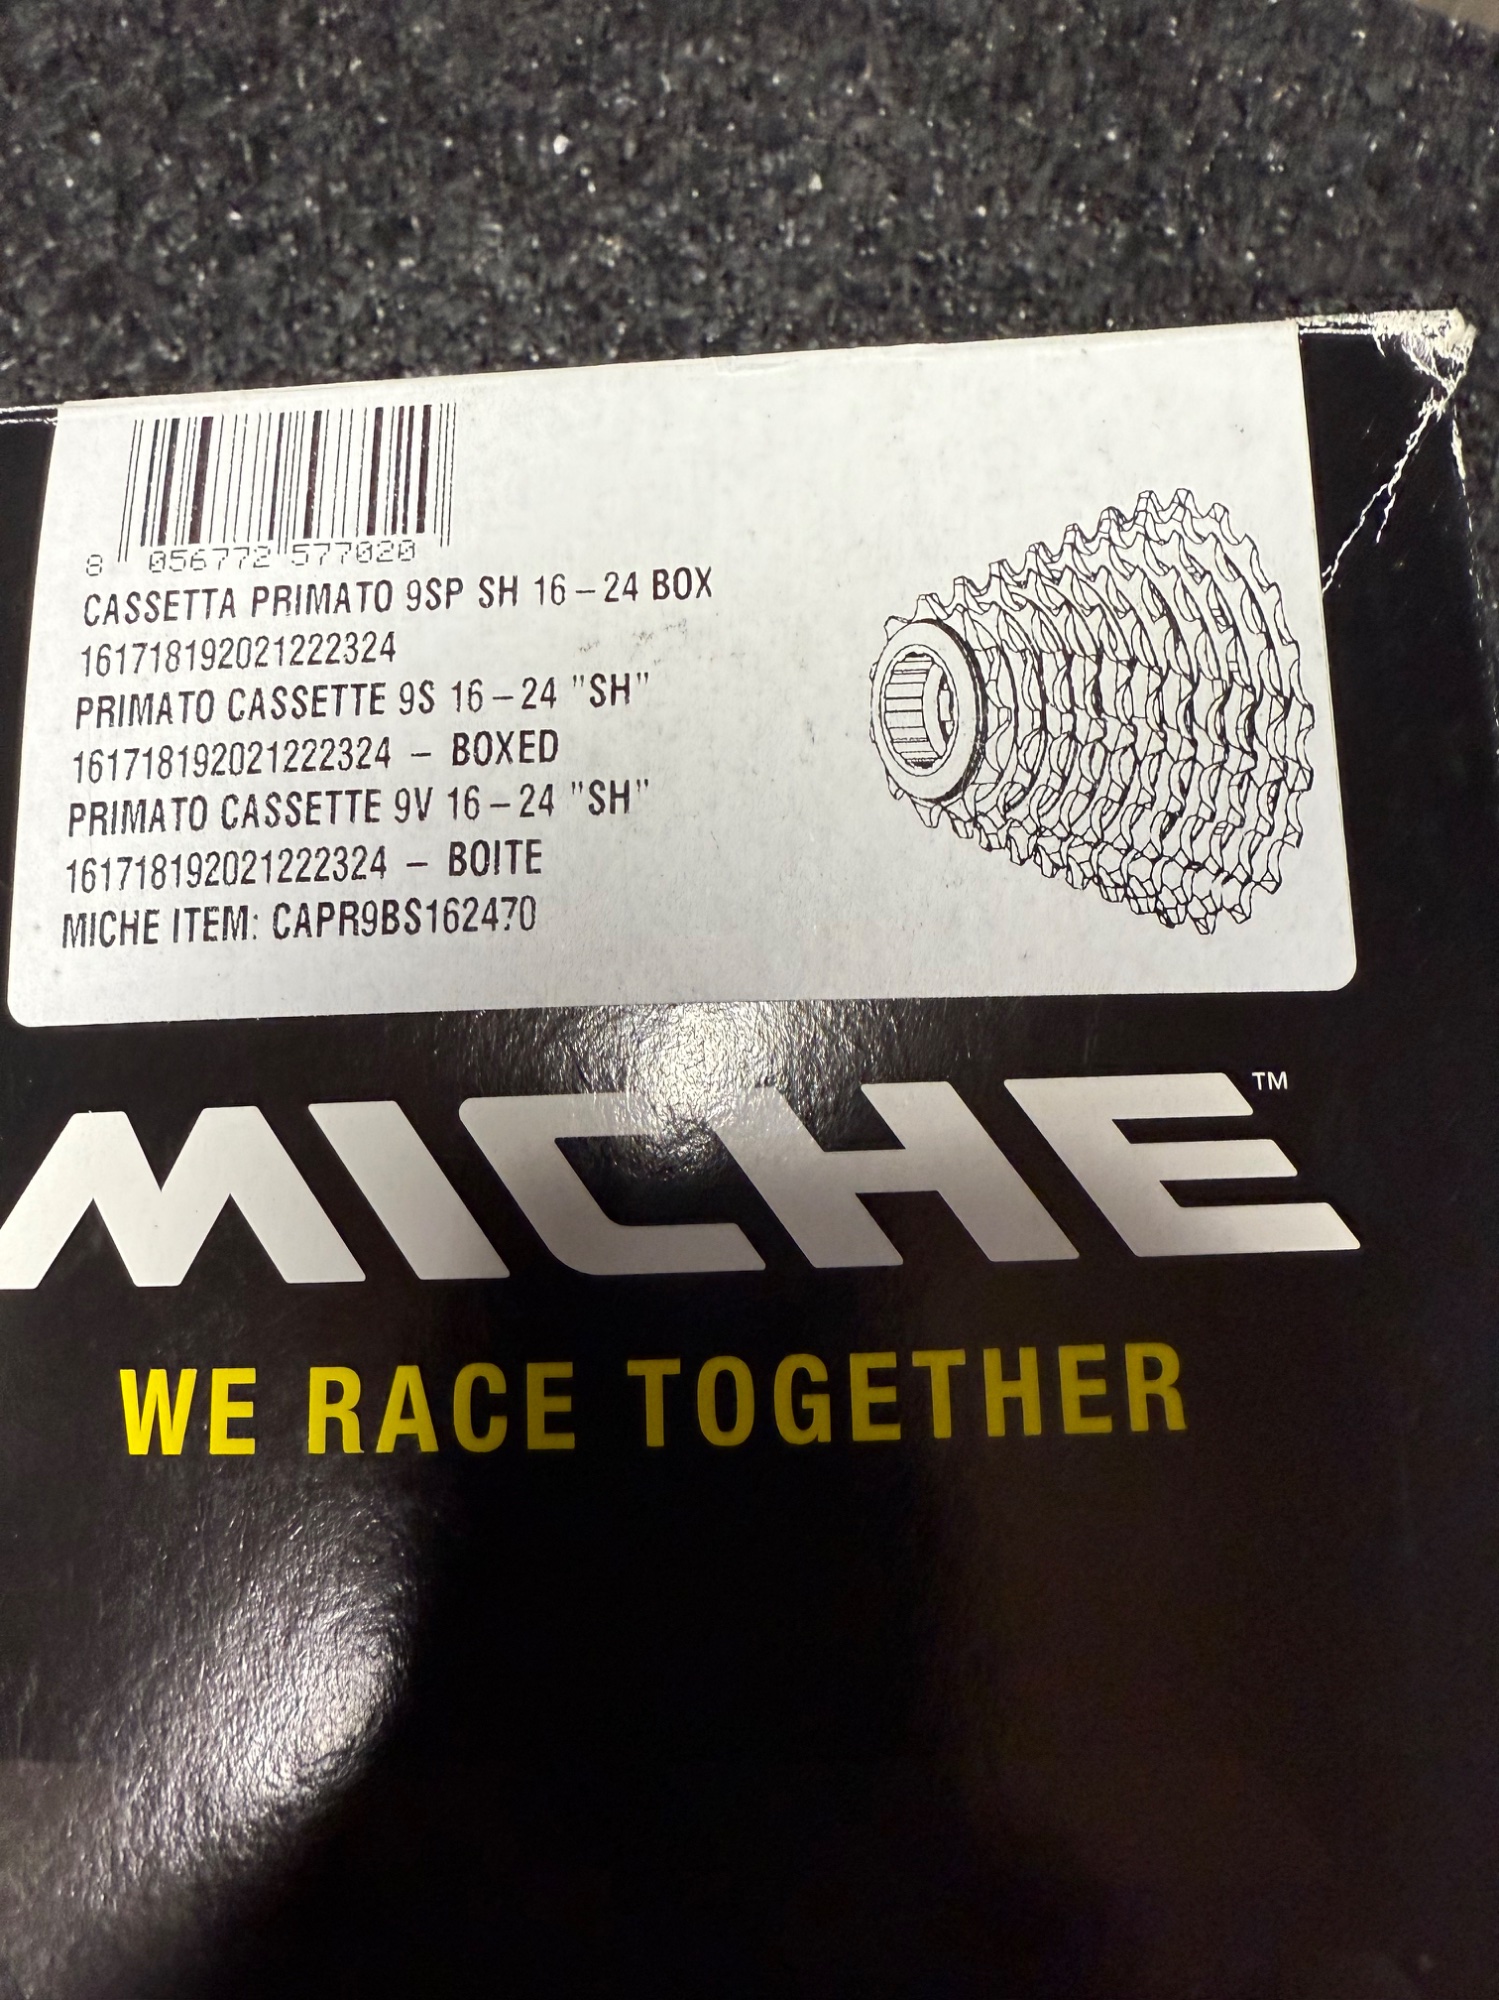 8 056772 577020
CASSETTA PRIMATO 9SP SH 16–24 BOX
161718192021222324
PRIMATO CASSETTE 9S 16–24 "SH"
161718192021222324 – BOXED
PRIMATO CASSETTE 9V 16–24 "SH"
161718192021222324 – BOITE
MICHE ITEM: CAPR9BS162470
MICHE™
WE RACE TOGETHER